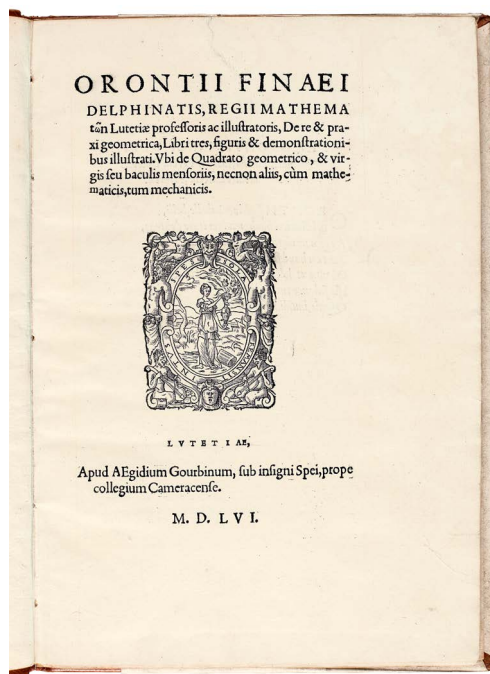 ORONTII FINAEI
DELPHINATIS, REGII MATHEMA
tῶn Lutetiæ profeſſoris ac illuſtratoris, De re & pra-
xi geometrica, Libri tres, figuris & demonſtrationi-
bus illuſtrati. Vbi de Quadrato geometrico, & vir-
gis ſeu baculis menſoriis, necnon aliis, cùm mathe-
maticis, tum mechanicis.
LVTETIAE,
Apud AEgidium Gourbinum, ſub inſigni Spei, prope
collegium Cameracenſe.
M. D. LVI.